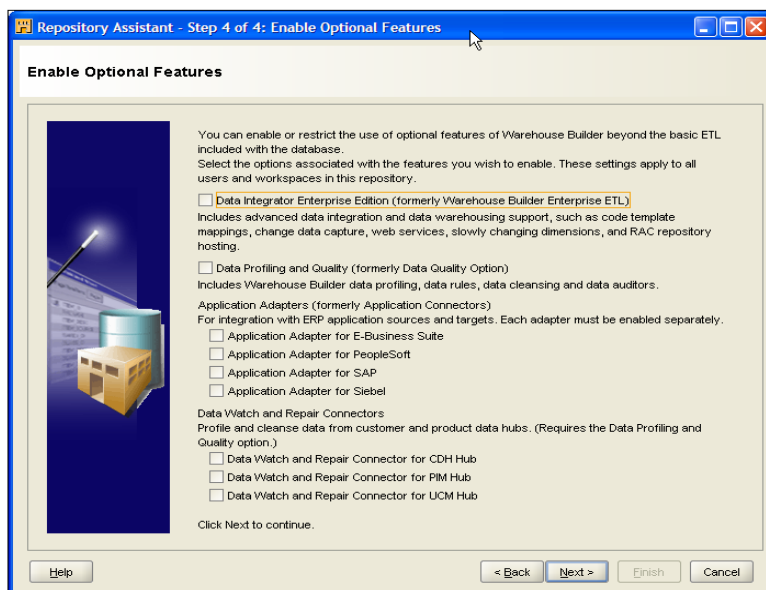 Repository Assistant - Step 4 of 4: Enable Optional Features
Enable Optional Features
You can enable or restrict the use of optional features of Warehouse Builder beyond the basic ETL
included with the database.
Select the options associated with the features you wish to enable. These settings apply to all
users and workspaces in this repository.
Data Integrator Enterprise Edition (formerly Warehouse Builder Enterprise ETL)
Includes advanced data integration and data warehousing support, such as code template
mappings, change data capture, web services, slowly changing dimensions, and RAC repository
hosting.
Data Profiling and Quality (formerly Data Quality Option)
Includes Warehouse Builder data profiling, data rules, data cleansing and data auditors.
Application Adapters (formerly Application Connectors)
For integration with ERP application sources and targets. Each adapter must be enabled separately.
Application Adapter for E-Business Suite
Application Adapter for PeopleSoft
Application Adapter for SAP
Application Adapter for Siebel
Data Watch and Repair Connectors
Profile and cleanse data from customer and product data hubs. (Requires the Data Profiling and
Quality option.)
Data Watch and Repair Connector for CDH Hub
Data Watch and Repair Connector for PIM Hub
Data Watch and Repair Connector for UCM Hub
Click Next to continue.
Help
< Back
Next >
Finish
Cancel